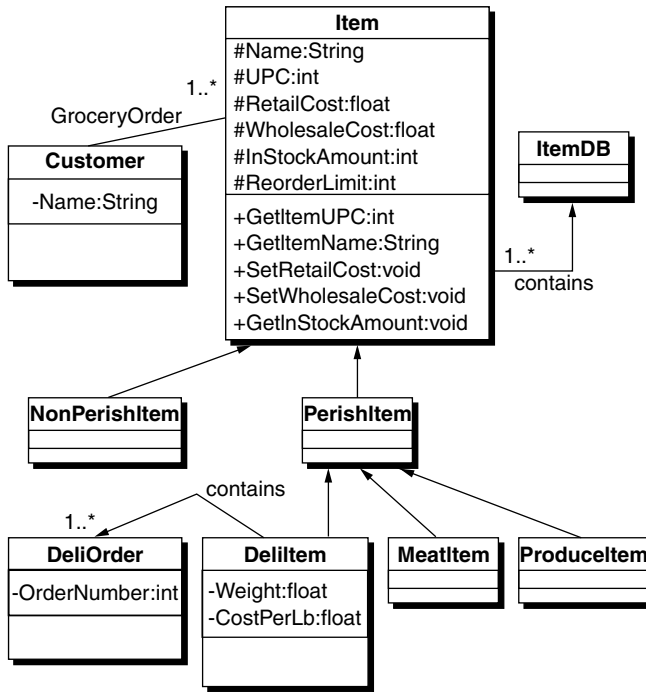 Item
#Name:String
#UPC:int
#RetailCost:float
#WholesaleCost:float
#InStockAmount:int
#ReorderLimit:int
+GetItemUPC:int
+GetItemName:String
+SetRetailCost:void
+SetWholesaleCost:void
+GetInStockAmount:void
1..*
GroceryOrder
Customer
-Name:String
ItemDB
1..*
contains
NonPerishItem
PerishItem
contains
1..*
DeliOrder
-OrderNumber:int
DeliItem
-Weight:float
-CostPerLb:float
MeatItem
ProduceItem